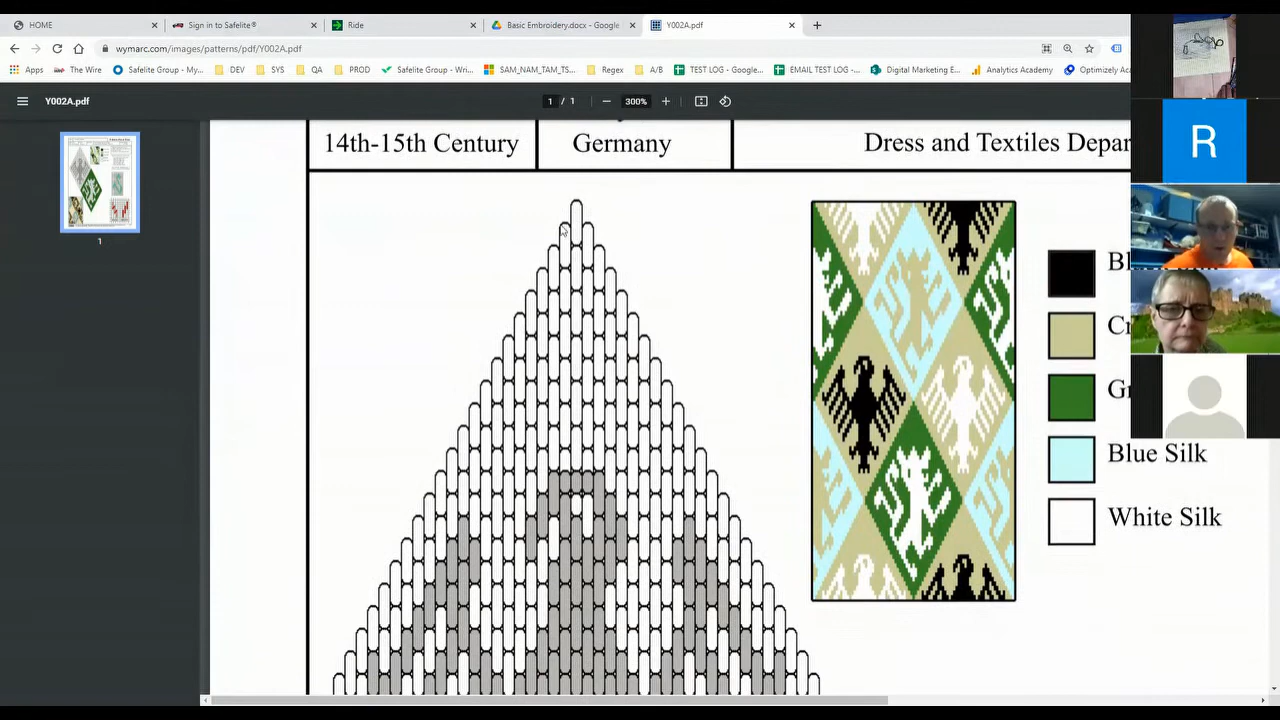 HOME
Sign in to Safelite®
Ride
Basic Embroidery.docx - Google
Y002A.pdf
wymarc.com/images/patterns/pdf/Y002A.pdf
Apps
The Wire
Safelite Group - My...
DEV
SYS
QA
PROD
Safelite Group - Wri...
SAM_NAM_TAM_TS...
Regex
A/B
TEST LOG - Google...
EMAIL TEST LOG -...
Digital Marketing E...
Analytics Academy
Optimizely Ac
Y002A.pdf
1 / 1
300%
14th-15th Century
Germany
Dress and Textiles Depar
1
R
Blue Silk
White Silk